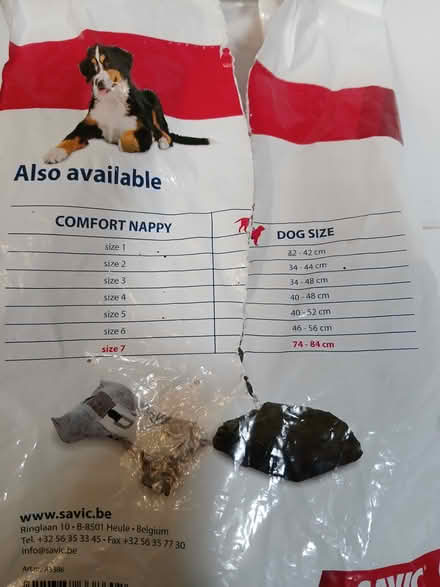 Also available
COMFORT NAPPY DOG SIZE
size 1 32 - 42 cm
size 2 34 - 44 cm
size 3 34 - 48 cm
size 4 40 - 48 cm
size 5 40 - 52 cm
size 6 46 - 56 cm
size 7 74 - 84 cm
www.savic.be
Ringlaan 10 • B-8501 Heule • Belgium
Tel. +32 56 35 33 45 • Fax +32 56 35 77 30
info@savic.be
Art.nr.
SAVIC